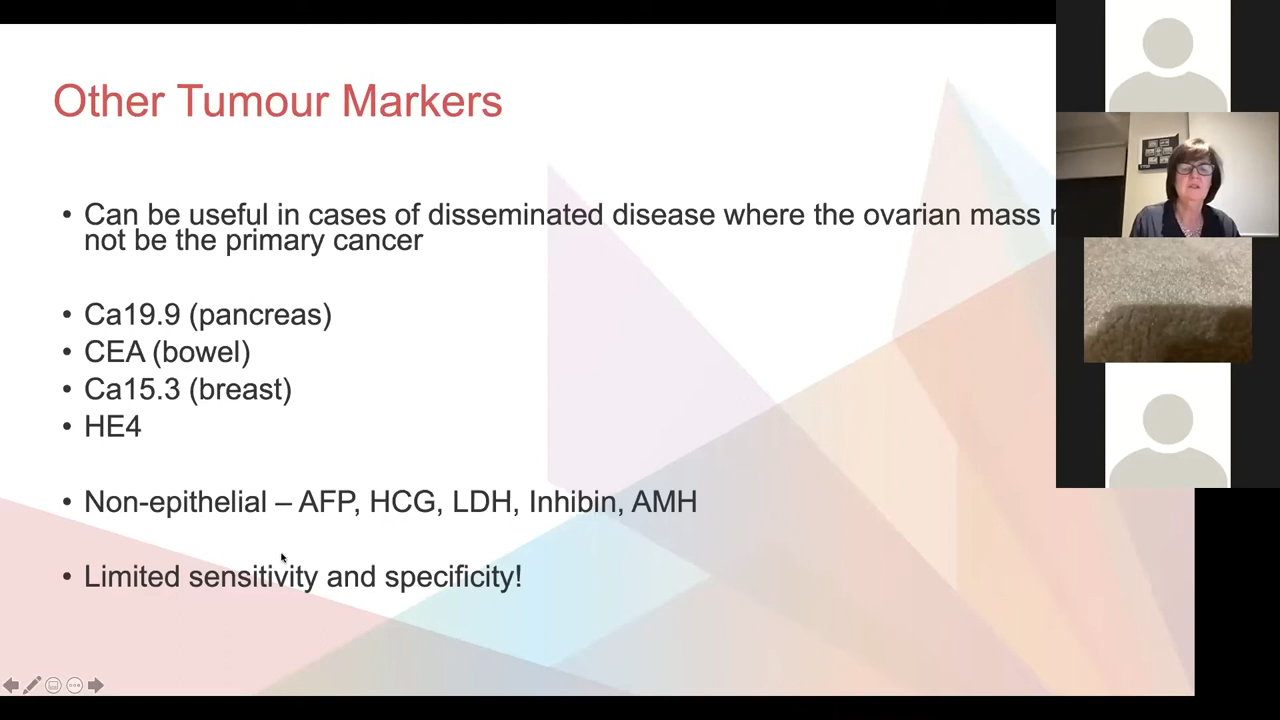 Other Tumour Markers
• Can be useful in cases of disseminated disease where the ovarian mass
not be the primary cancer
• Ca19.9 (pancreas)
• CEA (bowel)
• Ca15.3 (breast)
• HE4
• Non-epithelial – AFP, HCG, LDH, Inhibin, AMH
• Limited sensitivity and specificity!